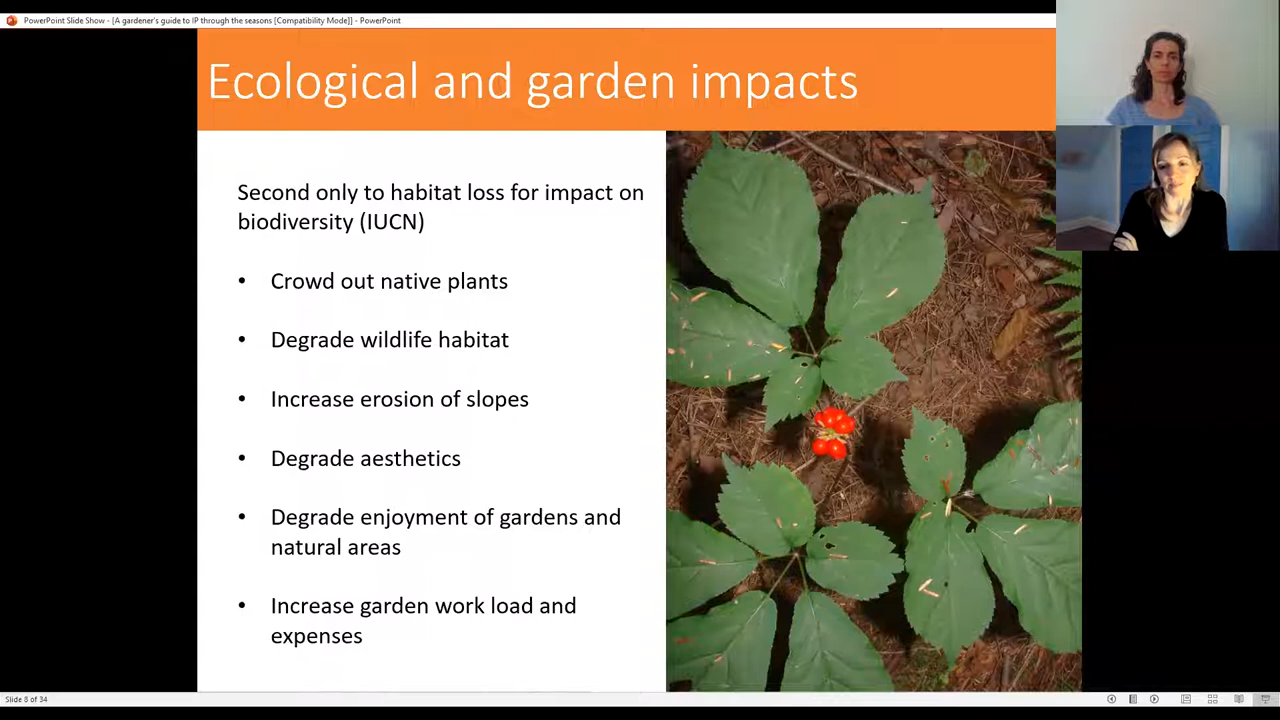 PowerPoint Slide Show - [A gardener's guide to IP through the seasons [Compatibility Mode]] - PowerPoint
Ecological and garden impacts
Second only to habitat loss for impact on
biodiversity (IUCN)
• Crowd out native plants
• Degrade wildlife habitat
• Increase erosion of slopes
• Degrade aesthetics
• Degrade enjoyment of gardens and
natural areas
• Increase garden work load and
expenses
Slide 8 of 34